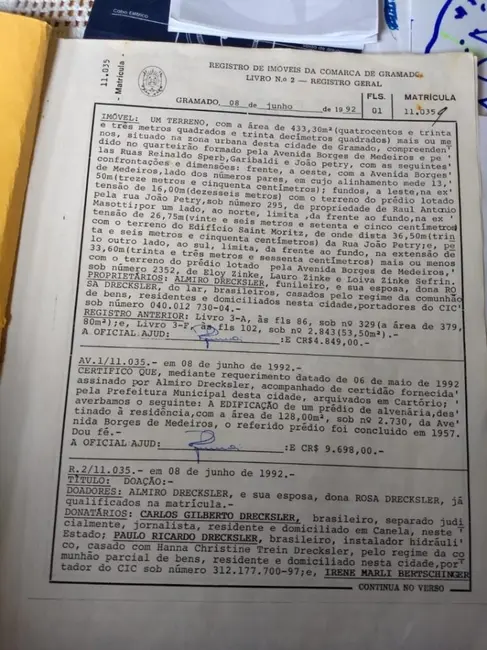 REGISTRO DE IMÓVEIS DA COMARCA DE GRAMADO
LIVRO N.º 2 — REGISTRO GERAL
11.035
- Matrícula -
GRAMADO, 08 de junho de 1992
FLS.
01
MATRÍCULA
11.035
IMÓVEL: UM TERRENO, com a área de 433,30m²(quatrocentos e trinta
e três metros quadrados e trinta decímetros quadrados) mais ou me
nos, situado na zona urbana desta cidade de Gramado, compreendi
do no quarteirão formado pela Avenida Borges de Medeiros e pe'
las Ruas Reinaldo Sperb,Garibaldi e João petry, com as seguintes'
confrontações e dimensões: frente, a oeste, com a Avenida Borges
de Medeiros,lado dos números pares, em cujo alinhamento mede 13,'
50m(treze metros e cinquenta centímetros); fundos, a leste,na ex'
tensão de 16,00m(dezesseis metros) com o terreno do prédio lotado
pela rua João Petry,sob número 295, de propriedade de Raul Antonio
Masotti;por um lado, ao norte, limita ,da frente ao fundo,na ex'
tensão de 26,75m(vinte e seis metros e setenta e cinco centímetros)
com o terreno do Edifício Saint Moritz, de onde dista 36,50m(trin
ta e seis metros e cinquenta centímetros) da Rua João Petry;e, pe
lo outro lado, ao sul, limita, da frente ao fundo, na extensão de
33,60m(trinta e três metros e sessenta centímetros) mais ou menos
com o terreno do prédio lotado pela Avenida Borges de Medeiros,'
sob número 2352, de Eloy Zinke, Lauro Zinke e Loiva Zinke Sefrin.
PROPRIETÁRIOS: ALMIRO DRECKSLER, funileiro, e sua esposa, dona RO
SA DRECKSLER, do lar, brasileiros, casados pelo regime da comunhão
de bens, residentes e domiciliados nesta cidade,portadores do CIC'
sob número 040.012 730-04.-
REGISTRO ANTERIOR: Livro 3-A, às fls 86, sob nº 329(a área de 379,
80m²);e, Livro 3-F, às fls 102, sob nº 2.843(53,50m²).-
A OFICIAL AJUD: :E CR$4.849,00.-
AV.1/11.035.- em 08 de junho de 1992.-
CERTIFICO QUE, mediante requerimento datado de 06 de maio de 1992
assinado por Almiro Drecksler, acompanhado de certidão fornecida'
pela Prefeitura Municipal desta cidade, arquivados em Cartório;'
averbamos o seguinte: A EDIFICAÇÃO de um prédio de alvenária,des'
tinado à residência,com a área de 128,00m², sob nº 2.730, da Ave'
nida Borges de Medeiros, o referido prédio foi concluido em 1957.
Dou fé.-
A OFICIAL AJUD: :E CR$ 9.698,00.-
R.2/11.035.- em 08 de junho de 1992.-
TÍTULO: DOAÇÃO:-
DOADORES: ALMIRO DRECKSLER, e sua esposa, dona ROSA DRECKSLER, já
qualificados na matrícula.-
DONATÁRIOS: CARLOS GILBERTO DRECKSLER, brasileiro, separado judi
cialmente, jornalista, residente e domiciliado em Canela, neste '
Estado; PAULO RICARDO DRECKSLER, brasileiro, instalador hidráuli'
co, casado com Hanna Christine Trein Drecksler, pelo regime da co
munhão parcial de bens, residente e domiciliado nesta cidade,por'
tador do CIC sob número 312.177.700-97;e, IRENE MARLI BERTSCHINGER
CONTINUA NO VERSO